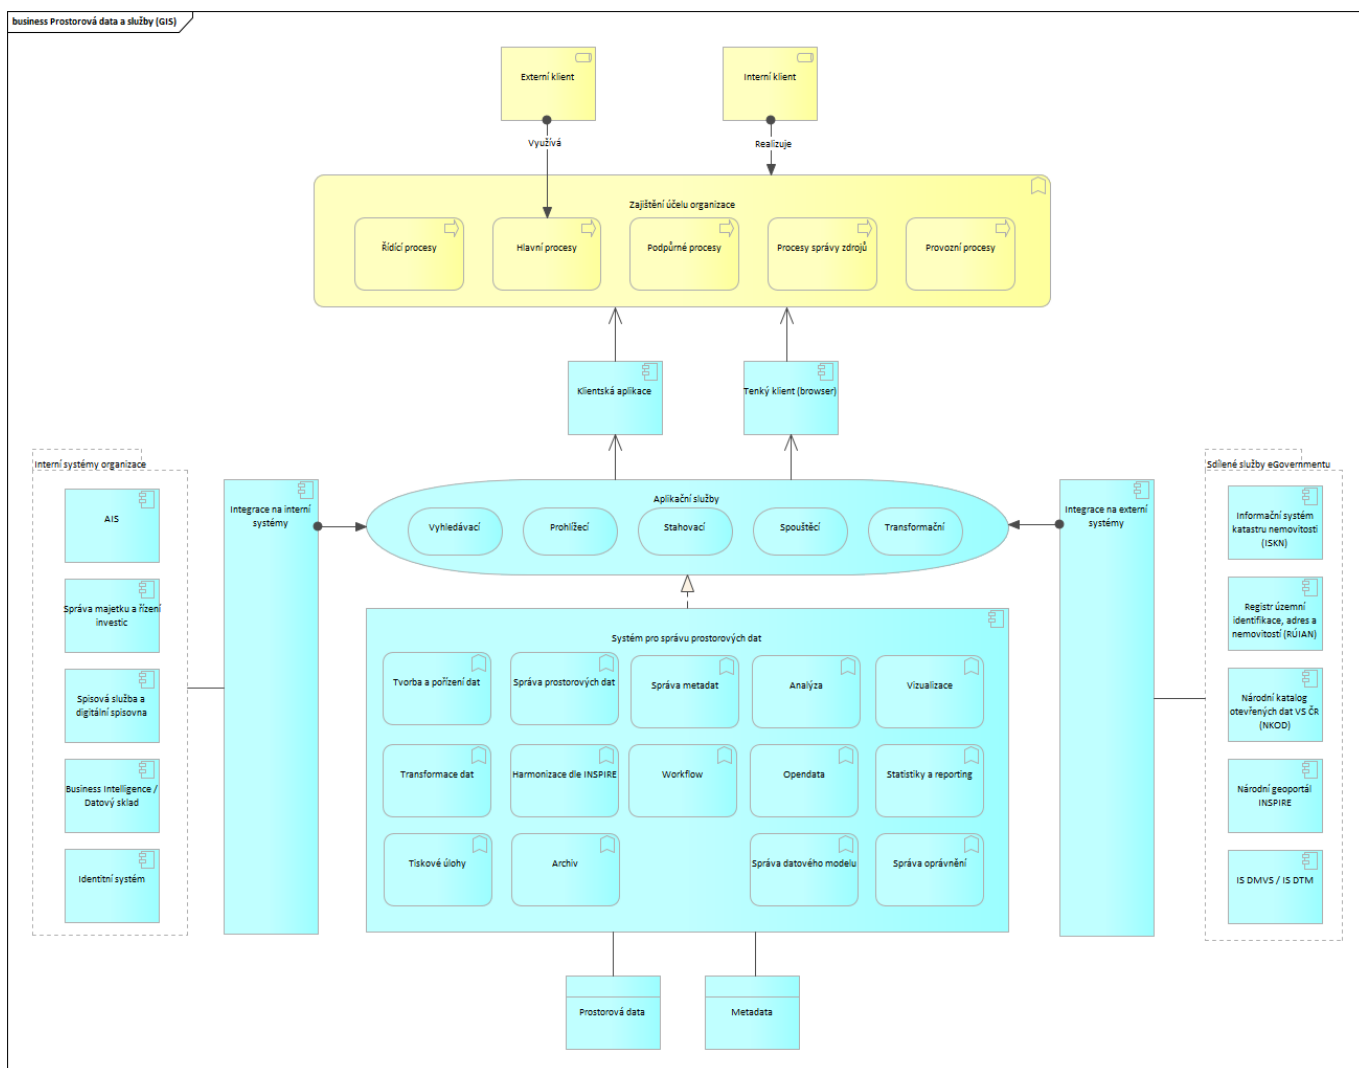 business Prostorová data a služby (GIS)
Externí klient
Interní klient
Využívá
Realizuje
Zajištění účelu organizace
Řídící procesy
Hlavní procesy
Podpůrné procesy
Procesy správy zdrojů
Provozní procesy
Klientská aplikace
Tenký klient (browser)
Interní systémy organizace
AIS
Správa majetku a řízení
investic
Spisová služba a
digitální spisovna
Business Intelligence /
Datový sklad
Identitní systém
Integrace na interní
systémy
Aplikační služby
Vyhledávací
Prohlížecí
Stahovací
Spouštěcí
Transformační
Integrace na externí
systémy
Sdílené služby eGovernmentu
Informační systém
katastru nemovitosti
(ISKN)
Registr územní
identifikace, adres a
nemovitostí (RÚIAN)
Národní katalog
otevřených dat VS ČR
(NKOD)
Národní geoportál
INSPIRE
IS DMVS / IS DTM
Systém pro správu prostorových dat
Tvorba a pořízení dat
Správa prostorových dat
Správa metadat
Analýza
Vizualizace
Transformace dat
Harmonizace dle INSPIRE
Workflow
Opendata
Statistiky a reporting
Tiskové úlohy
Archiv
Správa datového modelu
Správa oprávnění
Prostorová data
Metadata